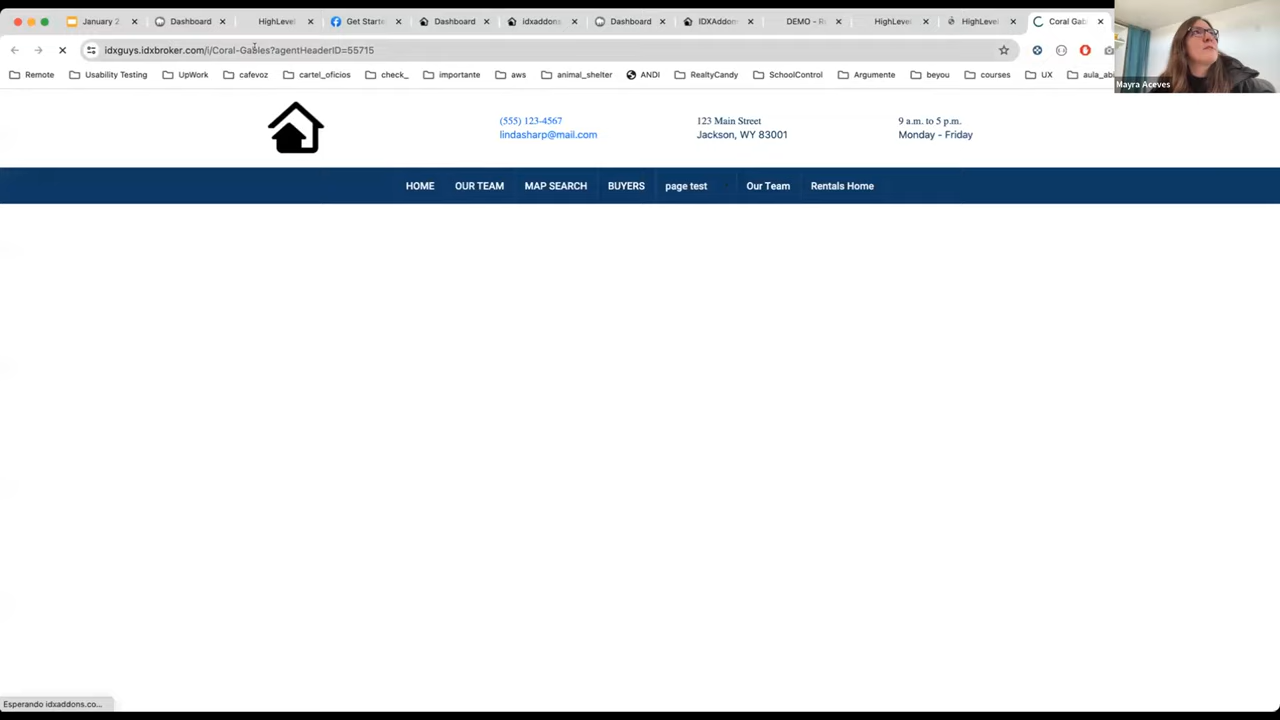 January 2
Dashboard
HighLevel
Get Starte
Dashboard
idxaddons
Dashboard
IDXAddon
DEMO - R
HighLevel
HighLevel
Coral Gab
idxguys.idxbroker.com/i/Coral-Gables?agentHeaderID=55715
Remote
Usability Testing
UpWork
cafevoz
cartel_oficios
check_
importante
aws
animal_shelter
ANDI
RealtyCandy
SchoolControl
Argumente
beyou
courses
UX
aula_abi
Mayra Aceves
(555) 123-4567
lindasharp@mail.com
123 Main Street
Jackson, WY 83001
9 a.m. to 5 p.m.
Monday - Friday
HOME
OUR TEAM
MAP SEARCH
BUYERS
page test
Our Team
Rentals Home
Esperando idxaddons.co...